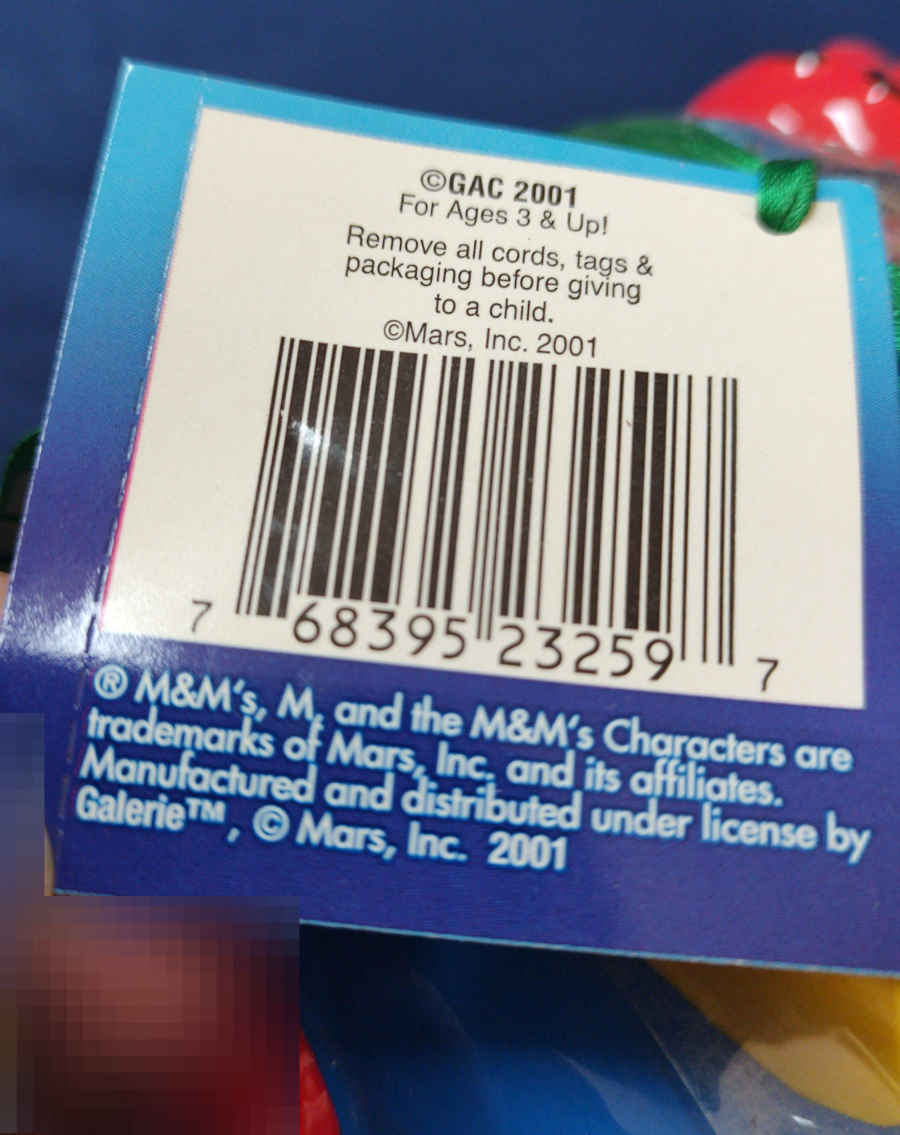 ©GAC 2001
For Ages 3 & Up!
Remove all cords, tags &
packaging before giving
to a child.
©Mars, Inc. 2001
7 68395 23259 7
® M&M's, M, and the M&M's Characters are
trademarks of Mars, Inc. and its affiliates.
Manufactured and distributed under license by
Galerie™, © Mars, Inc. 2001